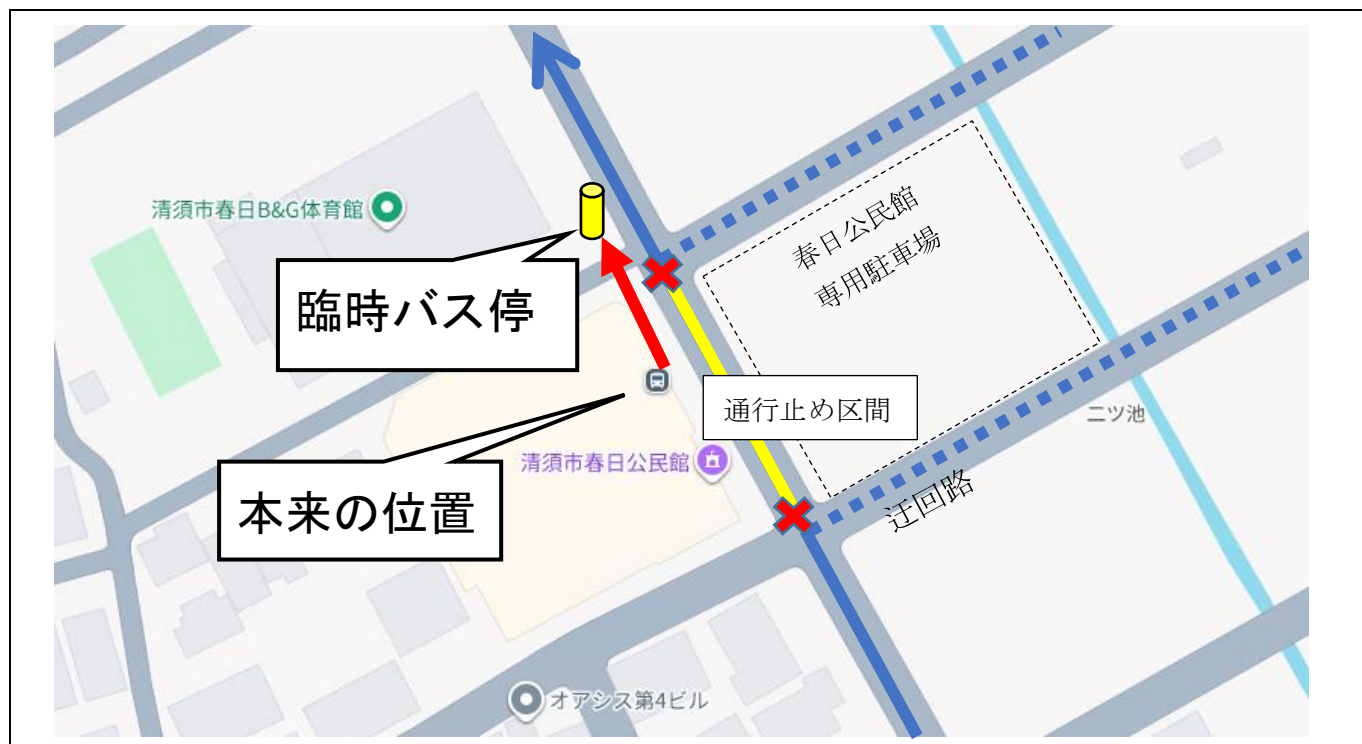 清須市春日B&G体育館
臨時バス停
春日公民館
専用駐車場
通行止め区間
二ツ池
清須市春日公民館
本来の位置
迂回路
オアシス第4ビル